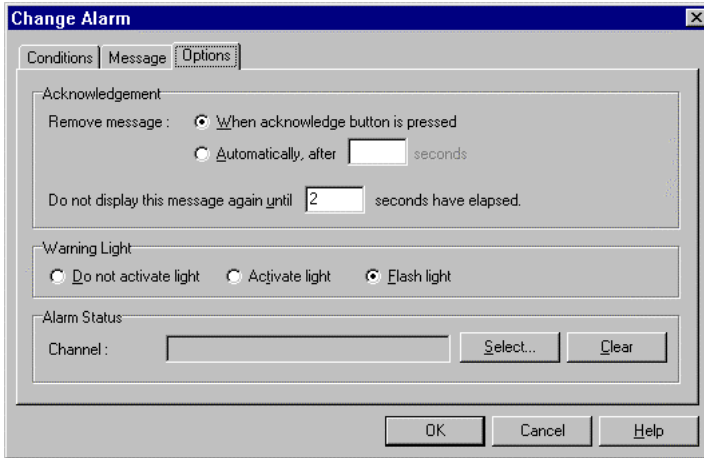 Change Alarm
Conditions Message Options
Acknowledgement
Remove message : When acknowledge button is pressed
Automatically, after seconds
Do not display this message again until 2 seconds have elapsed.
Warning Light
Do not activate light Activate light Flash light
Alarm Status
Channel : Select... Clear
OK Cancel Help